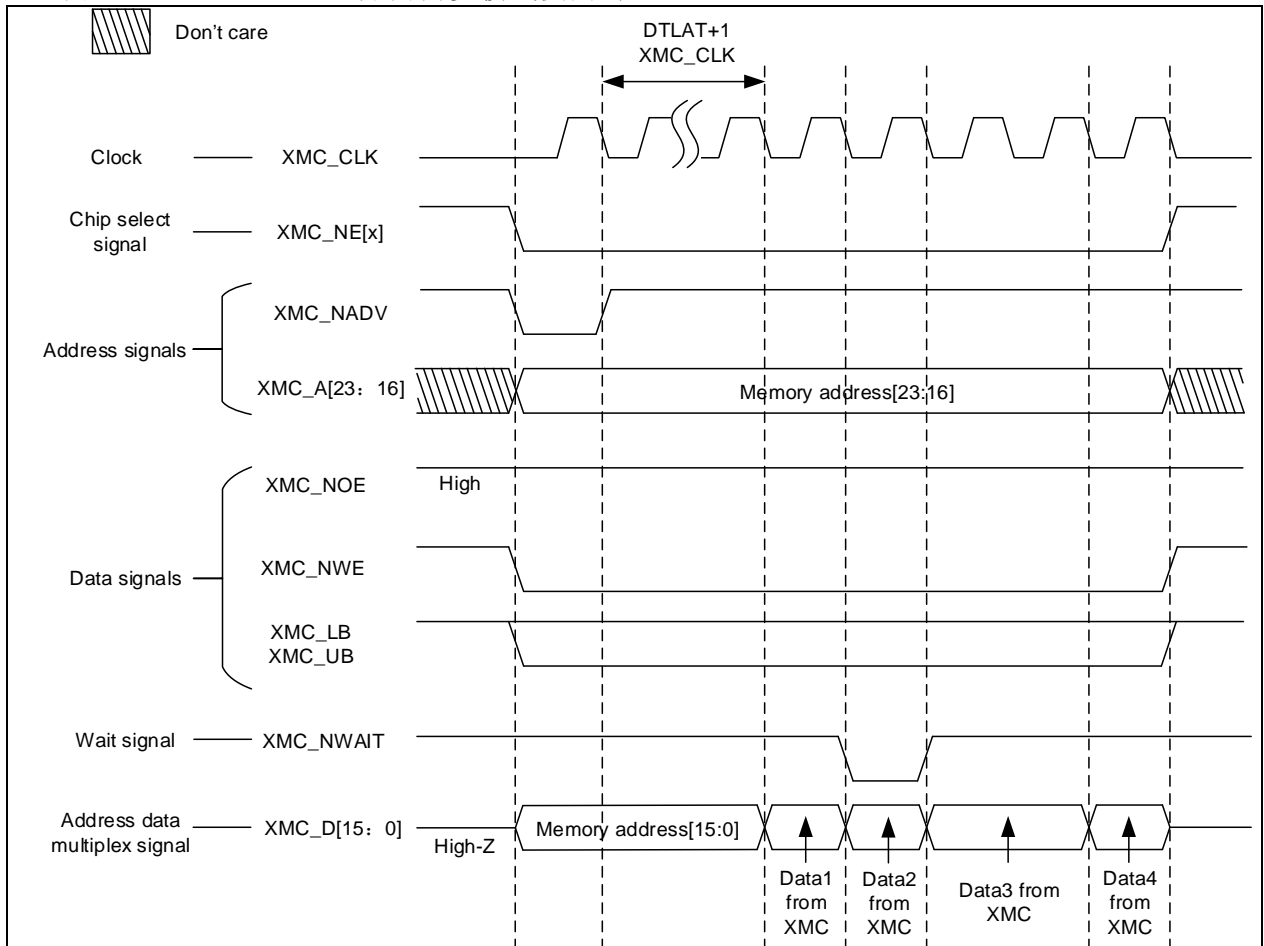 Don't care
DTLAT+1
XMC_CLK
Clock
XMC_CLK
Chip select
signal
XMC_NE[x]
Address signals
XMC_NADV
XMC_A[23：16]
Memory address[23:16]
Data signals
XMC_NOE
High
XMC_NWE
XMC_LB
XMC_UB
Wait signal
XMC_NWAIT
Address data
multiplex signal
XMC_D[15：0]
High-Z
Memory address[15:0]
Data1
from
XMC
Data2
from
XMC
Data3 from
XMC
Data4
from
XMC